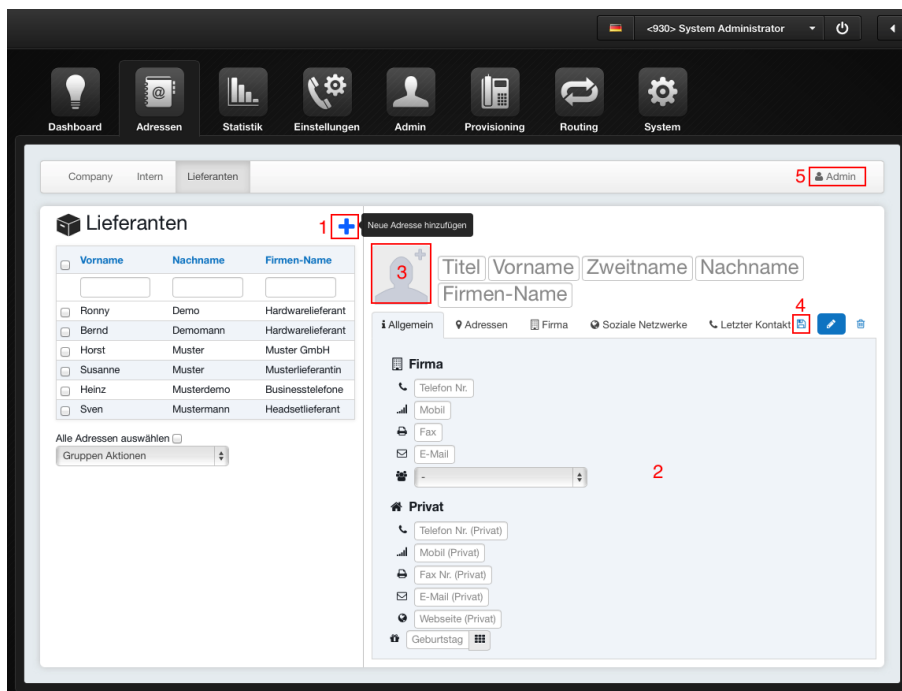 <930> System Administrator
Dashboard Adressen Statistik Einstellungen Admin Provisioning Routing System
Company Intern Lieferanten 5 Admin
Lieferanten 1 Neue Adresse hinzufügen
Vorname Nachname Firmen-Name
Ronny Demo Hardwarelieferant
Bernd Demomann Hardwarelieferant
Horst Muster Muster GmbH
Susanne Muster Musterlieferantin
Heinz Musterdemo Businesstelefone
Sven Mustermann Headsetlieferant
Alle Adressen auswählen
Gruppen Aktionen
3 Titel Vorname Zweitname Nachname
Firmen-Name
4
Allgemein Adressen Firma Soziale Netzwerke Letzter Kontakt
Firma
Telefon Nr.
Mobil
Fax
E-Mail
- 2
Privat
Telefon Nr. (Privat)
Mobil (Privat)
Fax Nr. (Privat)
E-Mail (Privat)
Webseite (Privat)
Geburtstag